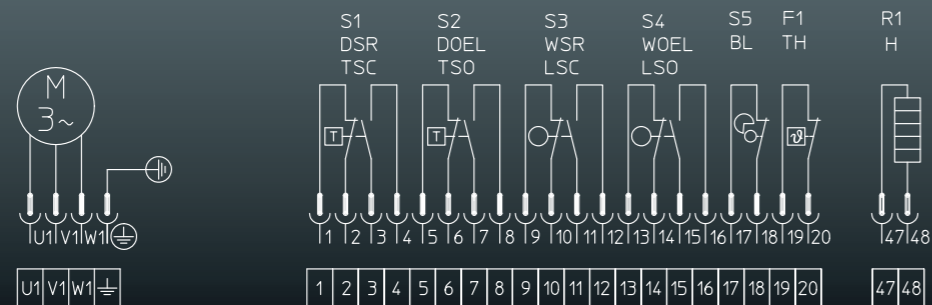 S1 S2 S3 S4 S5 F1 R1
DSR DOEL WSR WOEL BL TH H
TSC TSO LSC LSO
M
3~
T T ϑ
U1 V1 W1 ⏚ 1 2 3 4 5 6 7 8 9 10 11 12 13 14 15 16 17 18 19 20 47 48
U1 V1 W1 ⏚ 1 2 3 4 5 6 7 8 9 10 11 12 13 14 15 16 17 18 19 20 47 48